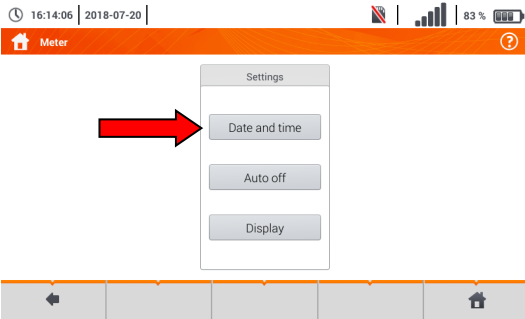 16:14:06 2018-07-20 83 %
Meter ?
Settings
Date and time
Auto off
Display